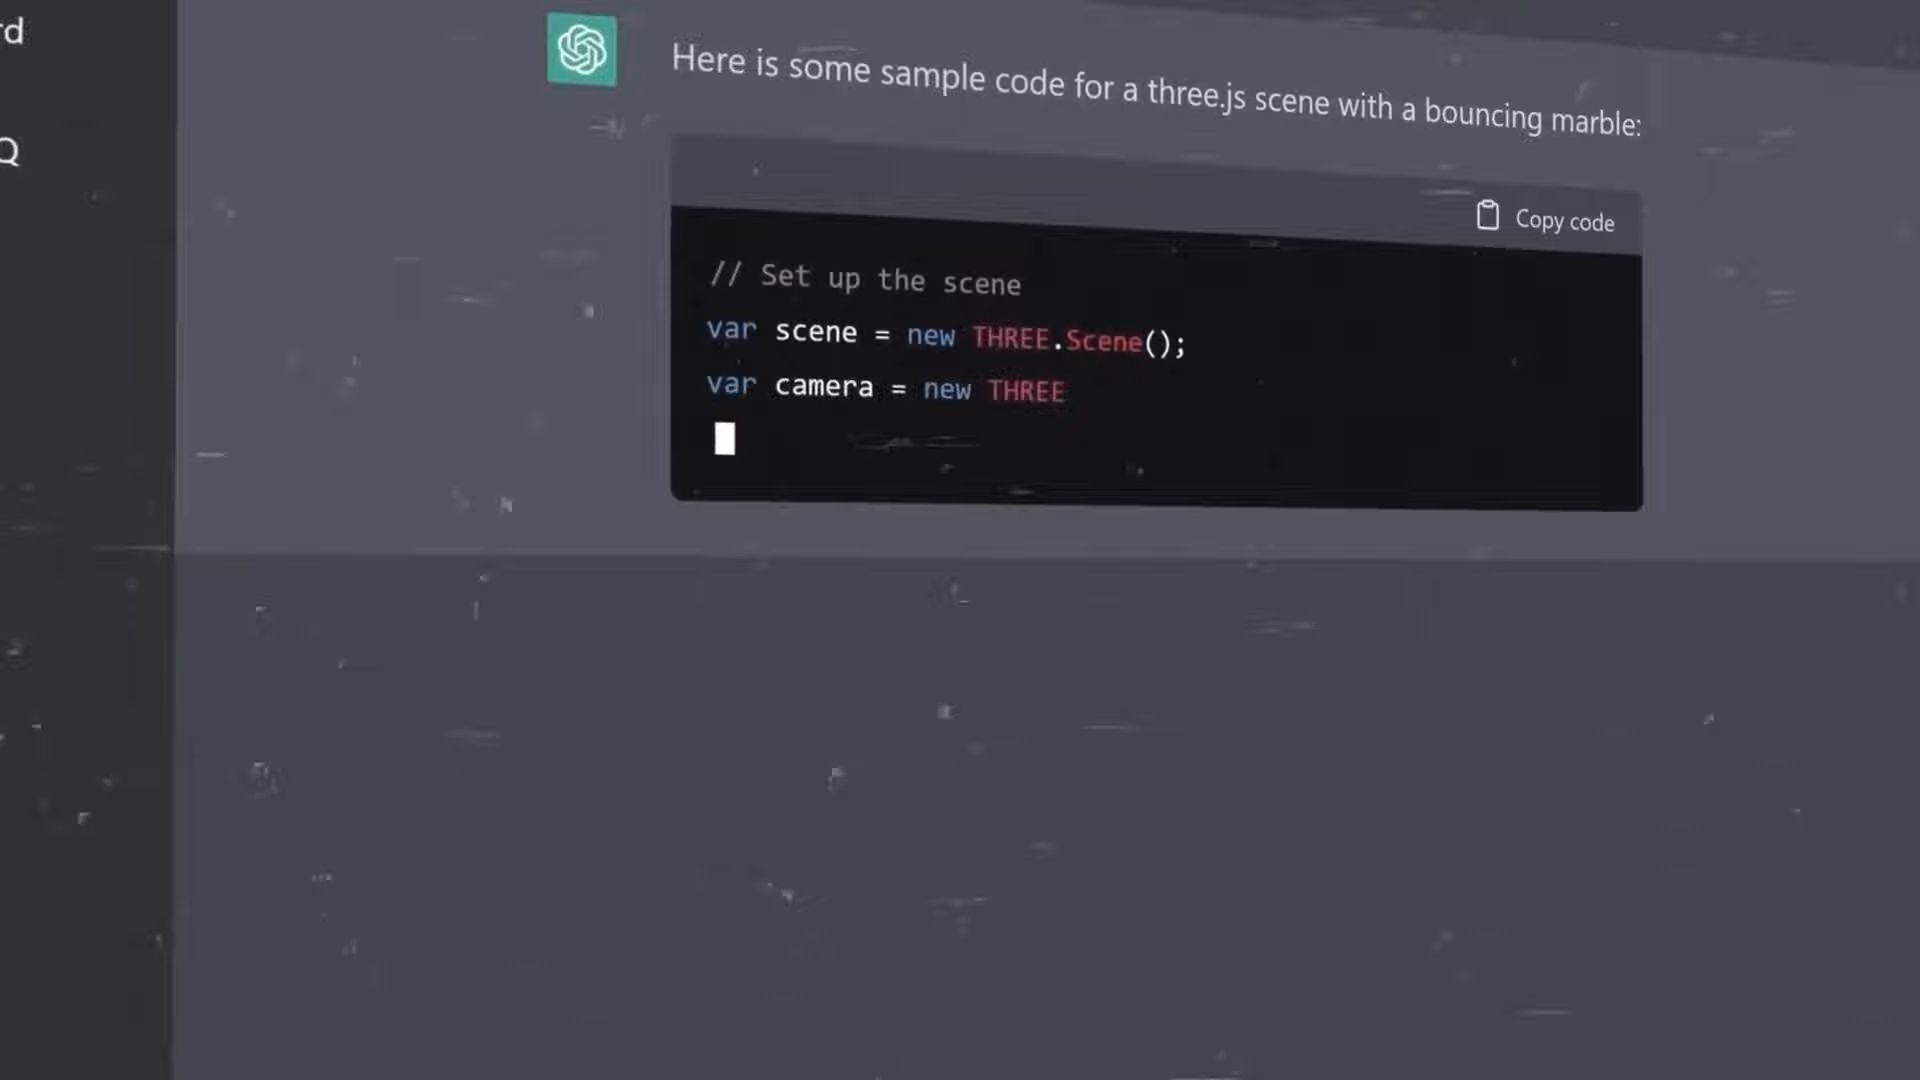 rd
Here is some sample code for a three.js scene with a bouncing marble:
Q
Copy code
// Set up the scene
var scene = new THREE.Scene();
var camera = new THREE